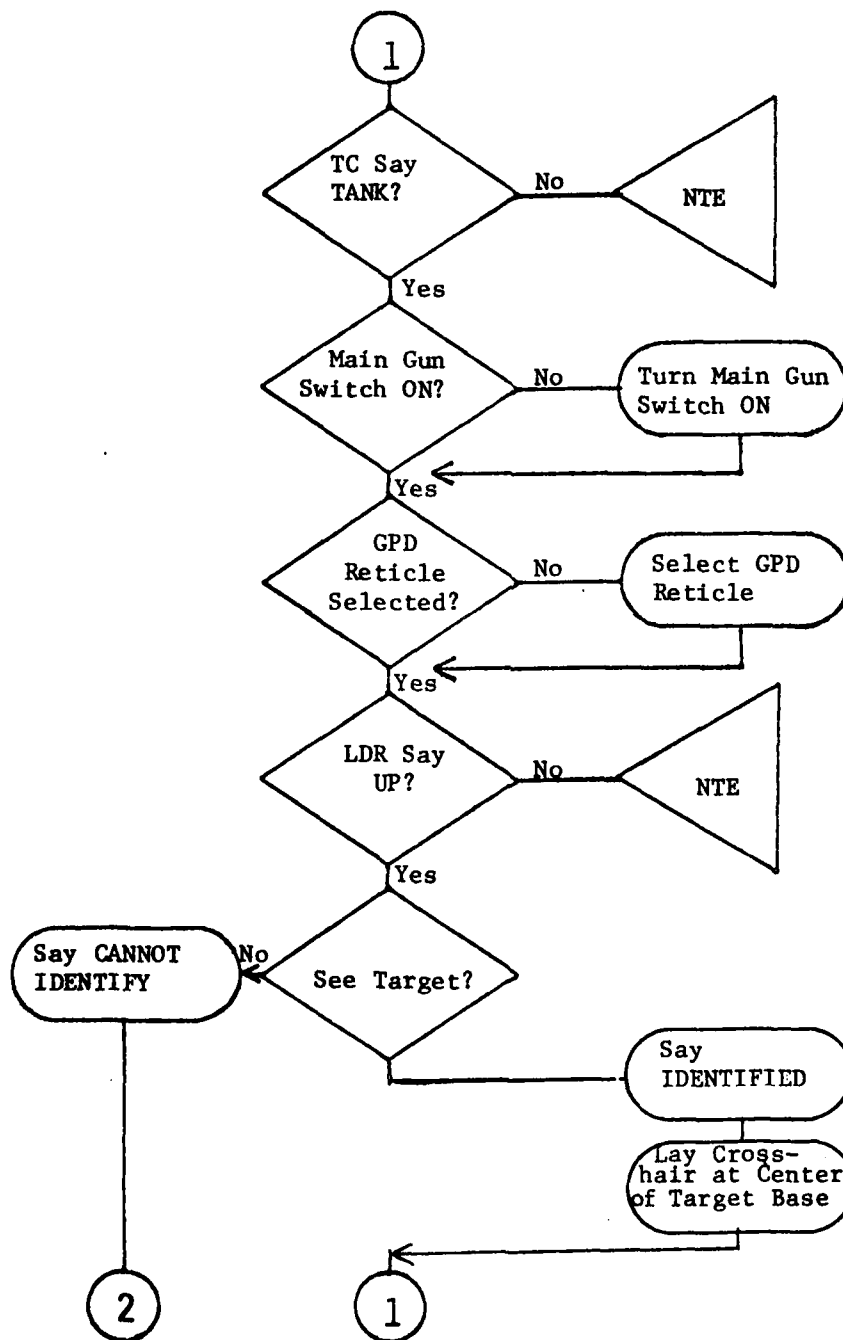 1
TC Say
TANK?
No
NTE
Yes
Main Gun
Switch ON?
No
Turn Main Gun
Switch ON
Yes
GPD
Reticle
Selected?
No
Select GPD
Reticle
Yes
LDR Say
UP?
No
NTE
Yes
Say CANNOT
IDENTIFY
No
See Target?
Say
IDENTIFIED
Lay Cross-
hair at Center
of Target Base
2
1